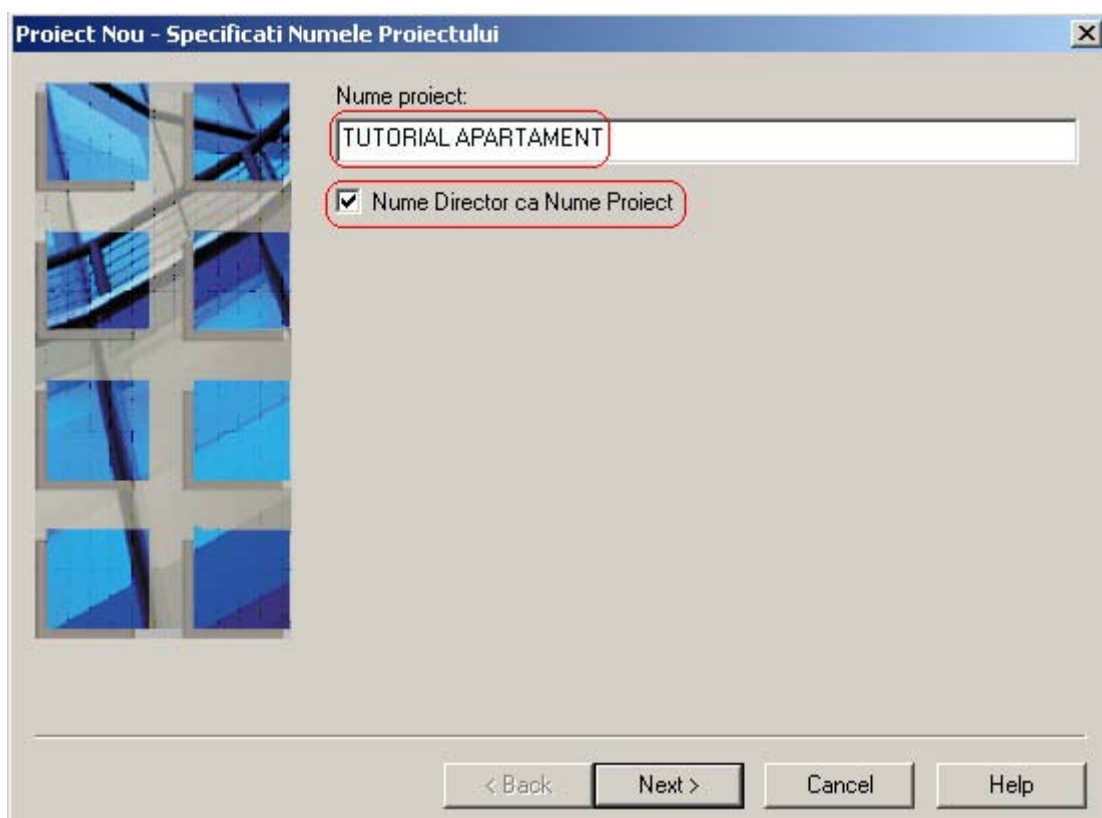 Proiect Nou - Specificati Numele Proiectului
Nume proiect:
TUTORIAL APARTAMENT
Nume Director ca Nume Proiect
< Back
Next >
Cancel
Help